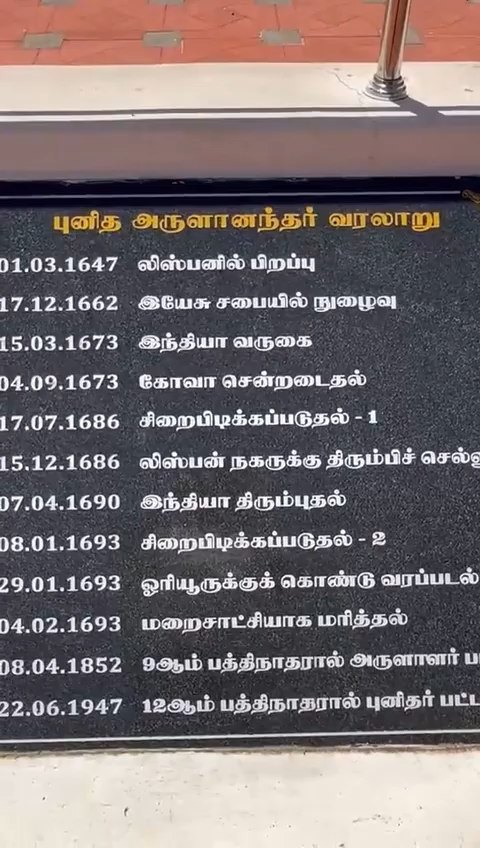 புனித அருளானந்தர் வரலாறு
01.03.1647 லிஸ்பனில் பிறப்பு
17.12.1662 இயேசு சபையில் நுழைவு
15.03.1673 இந்தியா வருகை
04.09.1673 கோவா சென்றடைதல்
17.07.1686 சிறைபிடிக்கப்படுதல் - 1
15.12.1686 லிஸ்பன் நகருக்கு திரும்பிச்
07.04.1690 இந்தியா திரும்புதல்
08.01.1693 சிறைபிடிக்கப்படுதல் - 2
29.01.1693 ஓரியூருக்குக் கொண்டு வரப்படல்
04.02.1693 மறைசாட்சியாக மரித்தல்
08.04.1852 9ஆம் பத்திநாதரால் அருளாளர்
22.06.1947 12ஆம் பத்திநாதரால் புனிதர்